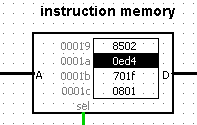 instruction memory
00019 8502
0001a 0ed4
A 0001b 701f D
0001c 0801
sel